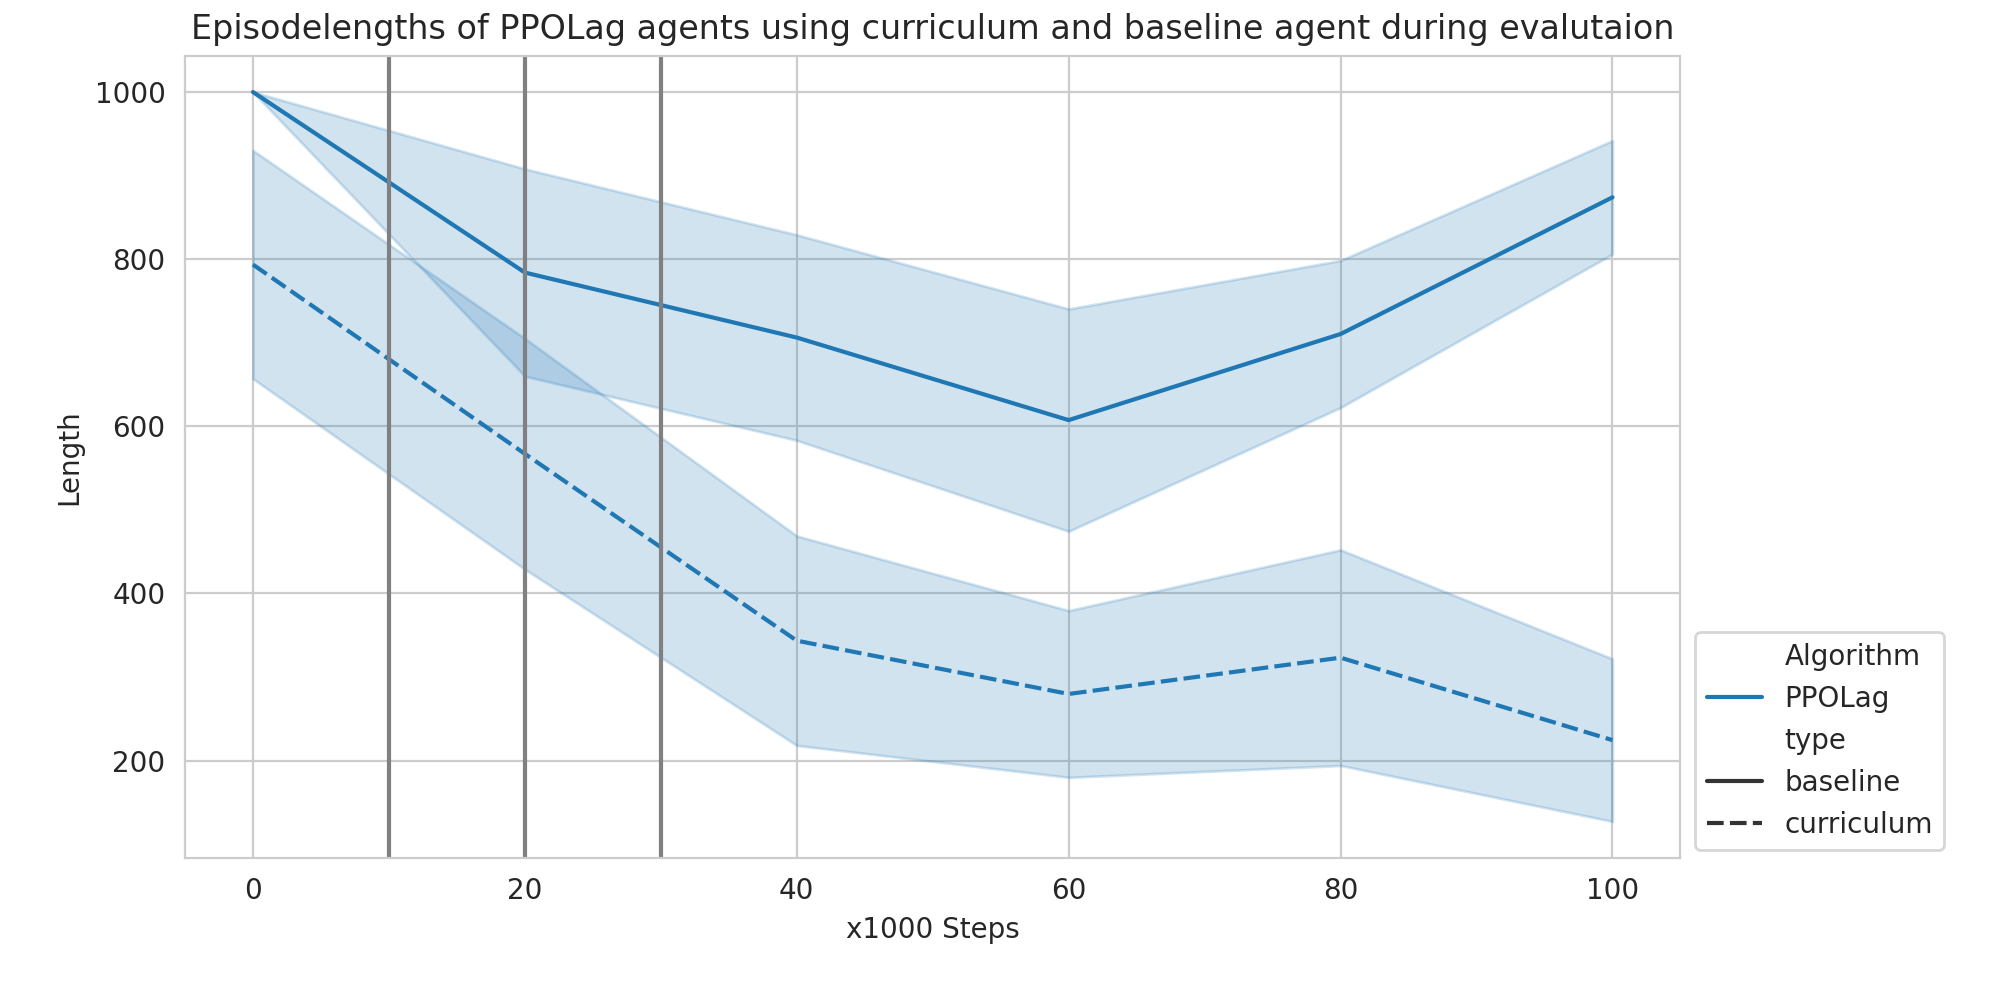 Episodelengths of PPOLag agents using curriculum and baseline agent during evalutaion
1000
800
600
400
200
Length
0 20 40 60 80 100
x1000 Steps
Algorithm
PPOLag
type
baseline
curriculum